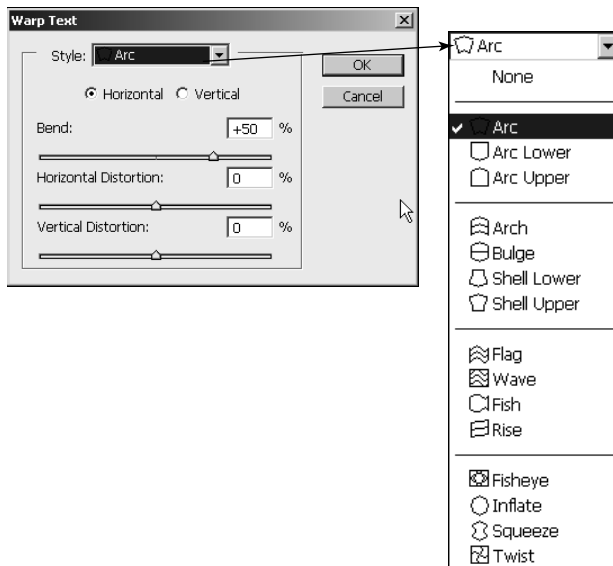 Warp Text
Style: Arc
OK
Horizontal Vertical
Cancel
Bend: +50 %
Horizontal Distortion: 0 %
Vertical Distortion: 0 %
Arc
None
Arc
Arc Lower
Arc Upper
Arch
Bulge
Shell Lower
Shell Upper
Flag
Wave
Fish
Rise
Fisheye
Inflate
Squeeze
Twist